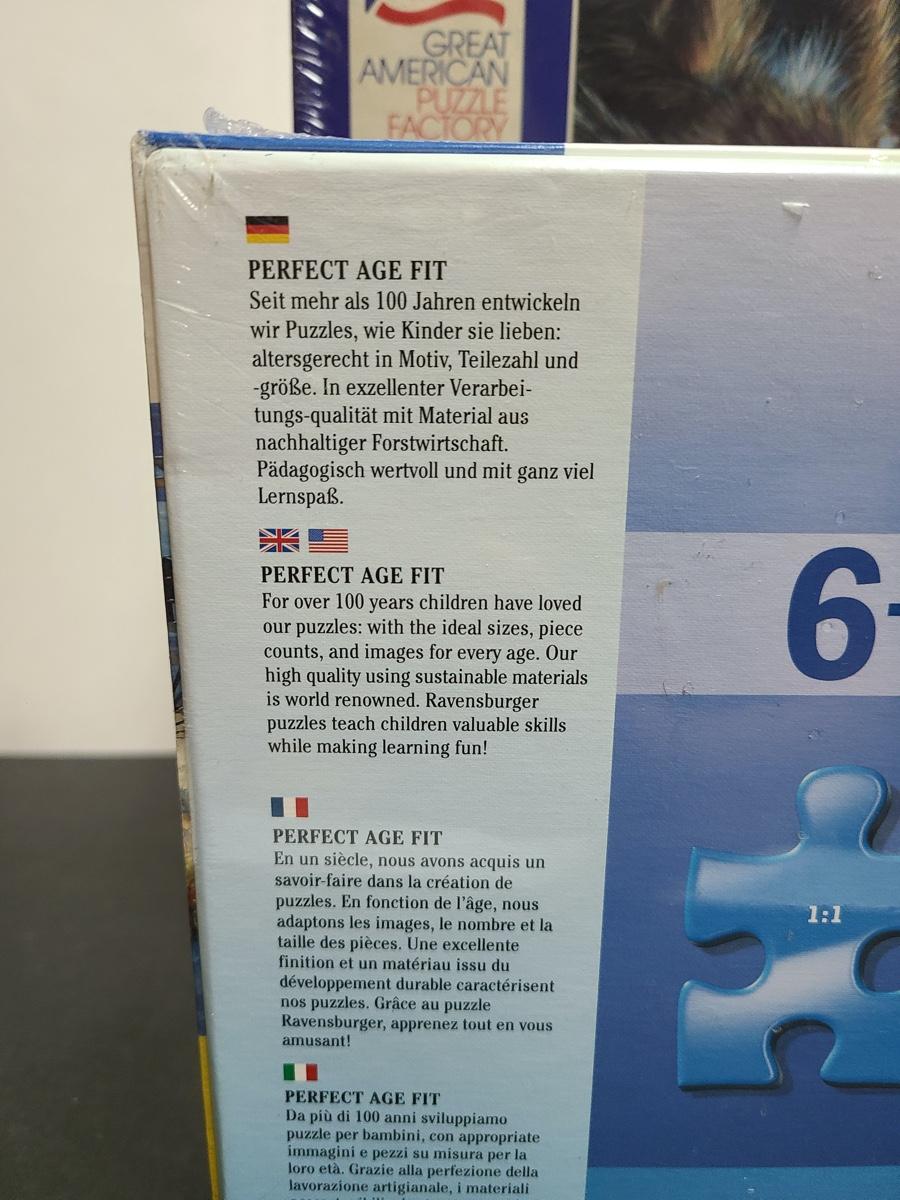 GREAT
AMERICAN
PUZZLE
FACTORY
PERFECT AGE FIT
Seit mehr als 100 Jahren entwickeln
wir Puzzles, wie Kinder sie lieben:
altersgerecht in Motiv, Teilezahl und
-größe. In exzellenter Verarbei-
tungs-qualität mit Material aus
nachhaltiger Forstwirtschaft.
Pädagogisch wertvoll und mit ganz viel
Lernspaß.
PERFECT AGE FIT
For over 100 years children have loved
our puzzles: with the ideal sizes, piece
counts, and images for every age. Our
high quality using sustainable materials
is world renowned. Ravensburger
puzzles teach children valuable skills
while making learning fun!
PERFECT AGE FIT
En un siècle, nous avons acquis un
savoir-faire dans la création de
puzzles. En fonction de l'âge, nous
adaptons les images, le nombre et la
taille des pièces. Une excellente
finition et un matériau issu du
développement durable caractérisent
nos puzzles. Grâce au puzzle
Ravensburger, apprenez tout en vous
amusant!
PERFECT AGE FIT
Da più di 100 anni sviluppiamo
puzzle per bambini, con appropriate
immagini e pezzi su misura per la
loro età. Grazie alla perfezione della
lavorazione artigianale, i materiali
6
1:1